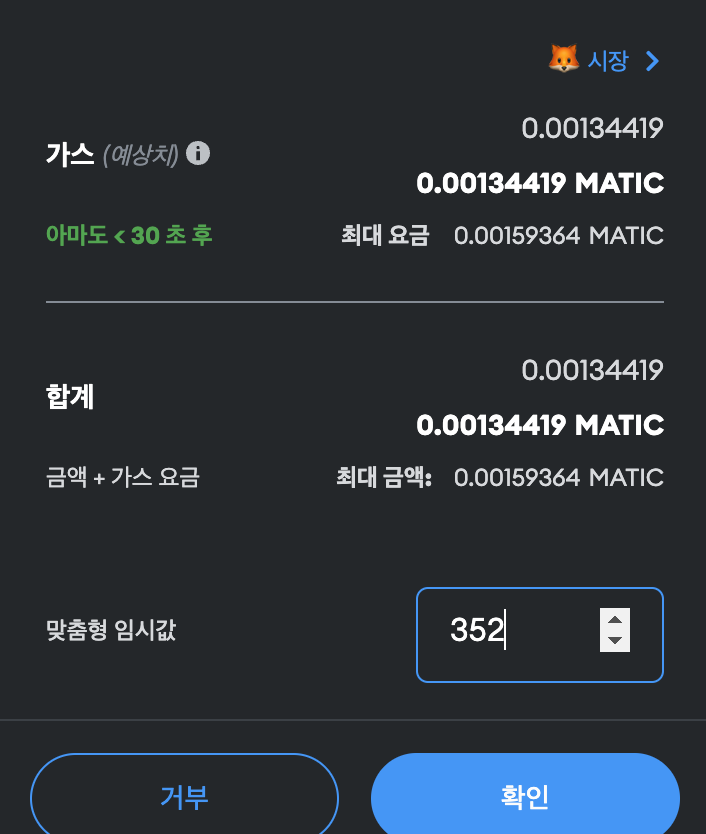 시장
0.00134419
가스 (예상치)
0.00134419 MATIC
아마도 < 30 초 후 최대 요금 0.00159364 MATIC
0.00134419
합계
0.00134419 MATIC
금액 + 가스 요금 최대 금액: 0.00159364 MATIC
맞춤형 임시값 352
거부 확인